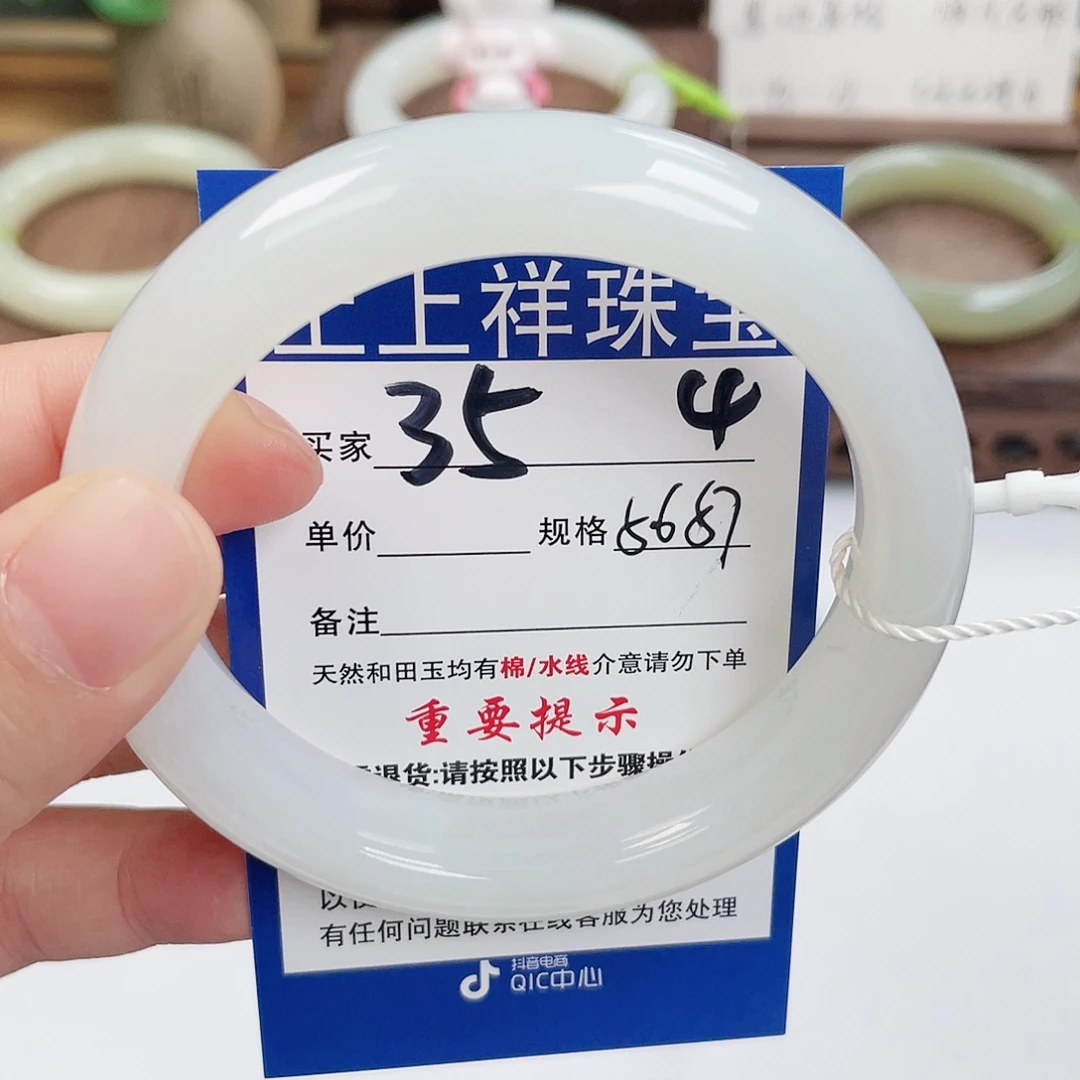 上祥珠宝
35 4
买家
单价 规格 5687
备注
天然和田玉均有棉/水线介意请勿下单
重要提示
退货:请按照以下步骤操
以
有任何问题联系在线客服为您处理
抖音电商
QIC中心